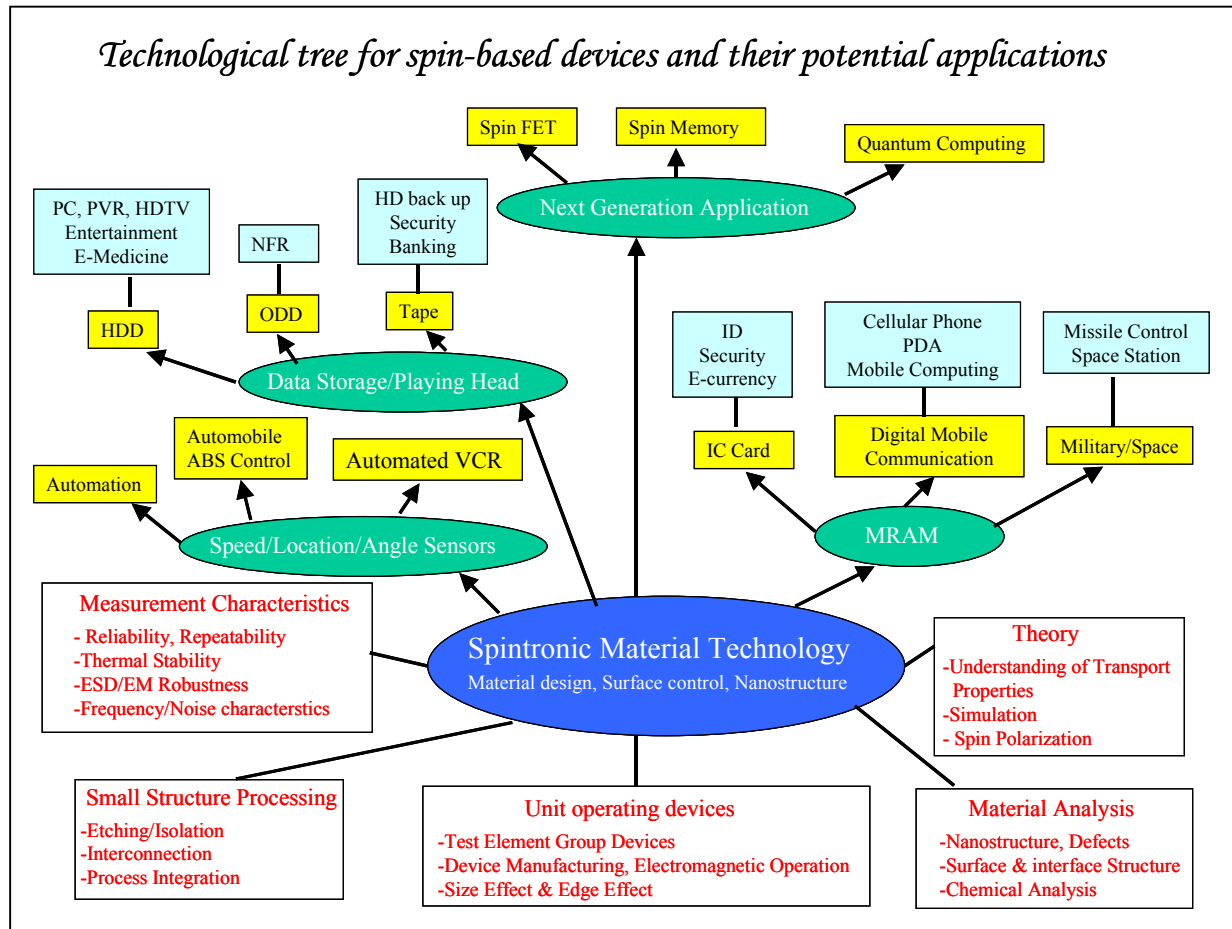 Technological tree for spin-based devices and their potential applications
Spin FET
Spin Memory
Quantum Computing
Next Generation Application
PC, PVR, HDTV
Entertainment
E-Medicine
NFR
HD back up
Security
Banking
HDD
ODD
Tape
Data Storage/Playing Head
ID
Security
E-currency
Cellular Phone
PDA
Mobile Computing
Missile Control
Space Station
IC Card
Digital Mobile
Communication
Military/Space
MRAM
Automation
Automobile
ABS Control
Automated VCR
Speed/Location/Angle Sensors
Spintronic Material Technology
Material design, Surface control, Nanostructure
Measurement Characteristics
- Reliability, Repeatability
- Thermal Stability
- ESD/EM Robustness
- Frequency/Noise characterstics
Theory
-Understanding of Transport
Properties
-Simulation
- Spin Polarization
Small Structure Processing
-Etching/Isolation
-Interconnection
-Process Integration
Unit operating devices
-Test Element Group Devices
-Device Manufacturing, Electromagnetic Operation
-Size Effect & Edge Effect
Material Analysis
-Nanostructure, Defects
-Surface & interface Structure
-Chemical Analysis